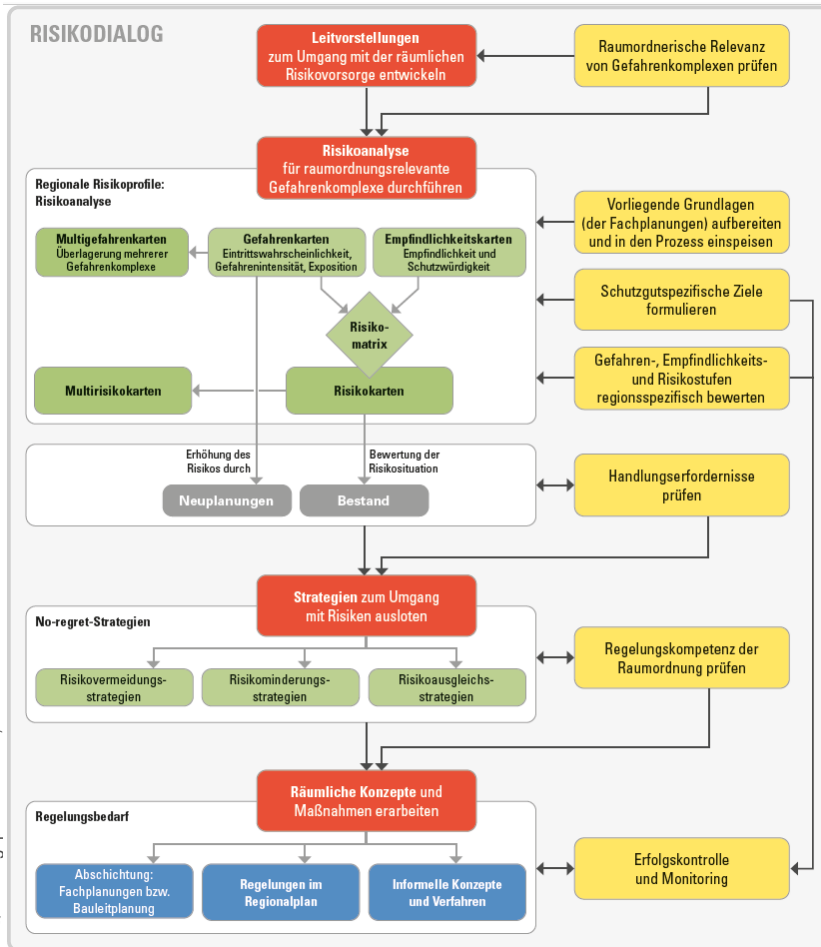 RISIKODIALOG
Leitvorstellungen
zum Umgang mit der räumlichen
Risikovorsorge entwickeln
Raumordnerische Relevanz
von Gefahrenkomplexen prüfen
Risikoanalyse
für raumordnungsrelevante
Gefahrenkomplexe durchführen
Regionale Risikoprofile:
Risikoanalyse
Vorliegende Grundlagen
(der Fachplanungen) aufbereiten
und in den Prozess einspeisen
Multigefahrenkarten
Überlagerung mehrerer
Gefahrenkomplexe
Gefahrenkarten
Eintrittswahrscheinlichkeit,
Gefahrenintensität, Exposition
Empfindlichkeitskarten
Empfindlichkeit und
Schutzwürdigkeit
Schutzgutspezifische Ziele
formulieren
Risiko-
matrix
Multirisikokarten
Risikokarten
Gefahren-, Empfindlichkeits-
und Risikostufen
regionsspezifisch bewerten
Erhöhung des
Risikos durch
Bewertung der
Risikosituation
Neuplanungen
Bestand
Handlungserfordernisse
prüfen
Strategien zum Umgang
mit Risiken ausloten
No-regret-Strategien
Risikovermeidungs-
strategien
Risikominderungs-
strategien
Risikoausgleichs-
strategien
Regelungskompetenz der
Raumordnung prüfen
Räumliche Konzepte und
Maßnahmen erarbeiten
Regelungsbedarf
Abschichtung:
Fachplanungen bzw.
Bauleitplanung
Regelungen im
Regionalplan
Informelle Konzepte
und Verfahren
Erfolgskontrolle
und Monitoring